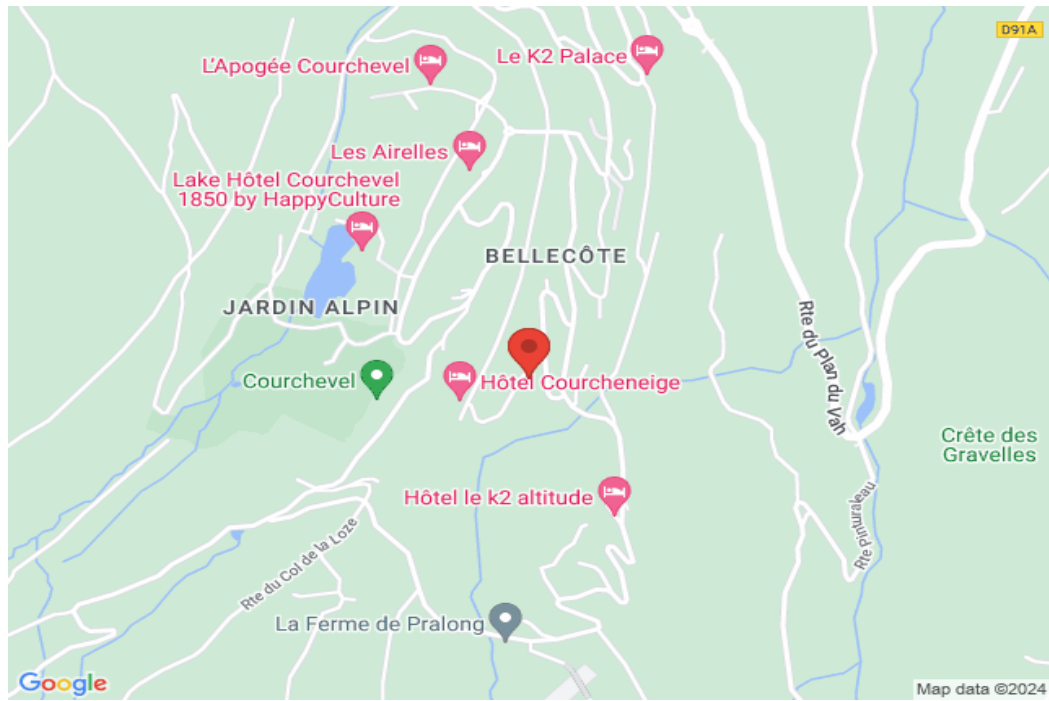 D91A
Le K2 Palace
L'Apogée Courchevel
Les Airelles
Lake Hôtel Courchevel
1850 by HappyCulture
BELLECÔTE
JARDIN ALPIN
Rte du Plan du Vah
Courchevel
Hôtel Courcheneige
Crête des
Gravelles
Hôtel le k2 altitude
Rte pinturaleau
Rte du Col de la Loze
La Ferme de Pralong
Google
Map data ©2024